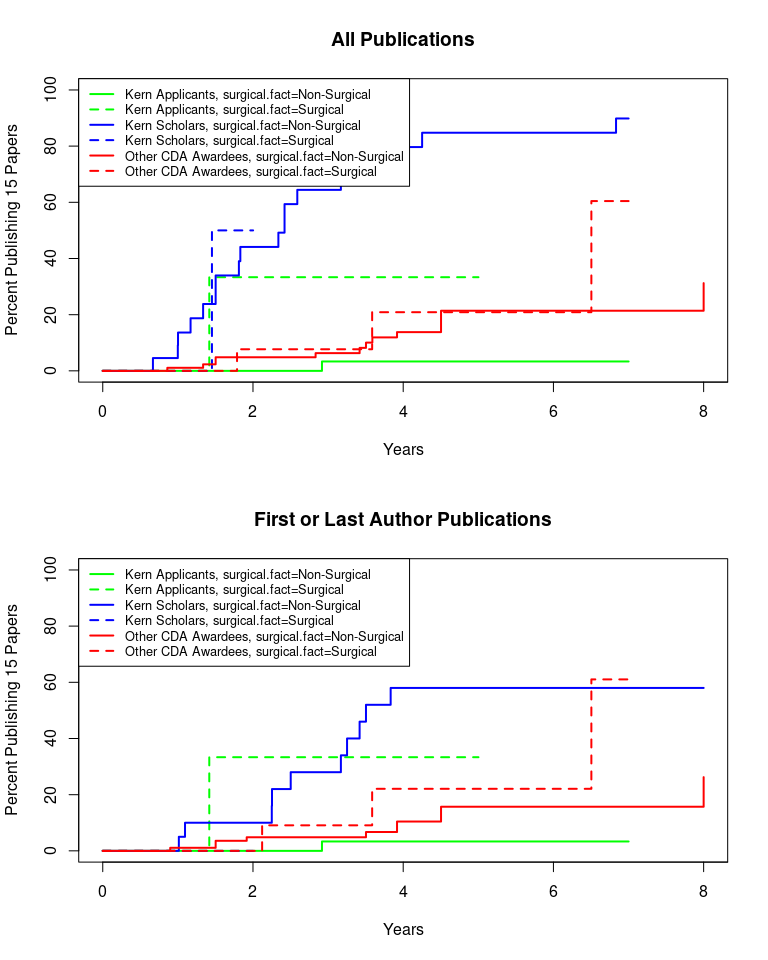 All Publications
Percent Publishing 15 Papers
100
80
60
40
20
0
Kern Applicants, surgical.fact=Non-Surgical
Kern Applicants, surgical.fact=Surgical
Kern Scholars, surgical.fact=Non-Surgical
Kern Scholars, surgical.fact=Surgical
Other CDA Awardees, surgical.fact=Non-Surgical
Other CDA Awardees, surgical.fact=Surgical
0 2 4 6 8
Years
First or Last Author Publications
Percent Publishing 15 Papers
100
80
60
40
20
0
Kern Applicants, surgical.fact=Non-Surgical
Kern Applicants, surgical.fact=Surgical
Kern Scholars, surgical.fact=Non-Surgical
Kern Scholars, surgical.fact=Surgical
Other CDA Awardees, surgical.fact=Non-Surgical
Other CDA Awardees, surgical.fact=Surgical
0 2 4 6 8
Years